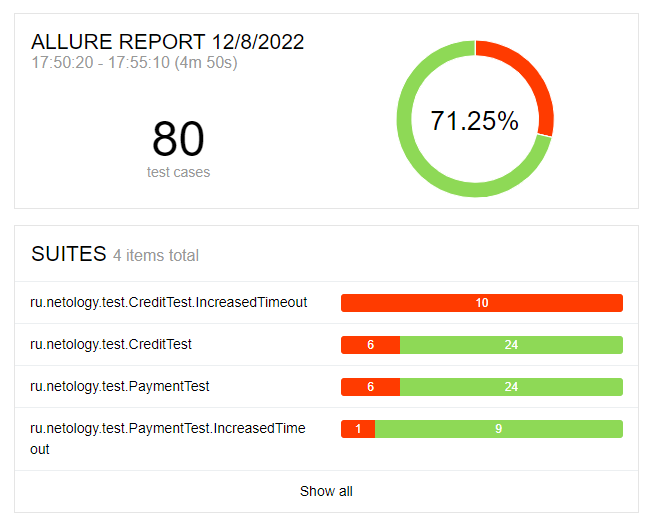 ALLURE REPORT 12/8/2022
17:50:20 - 17:55:10 (4m 50s)
80
test cases
71.25%
SUITES 4 items total
ru.netology.test.CreditTest.IncreasedTimeout 10
ru.netology.test.CreditTest 6 24
ru.netology.test.PaymentTest 6 24
ru.netology.test.PaymentTest.IncreasedTime 1 9
out
Show all